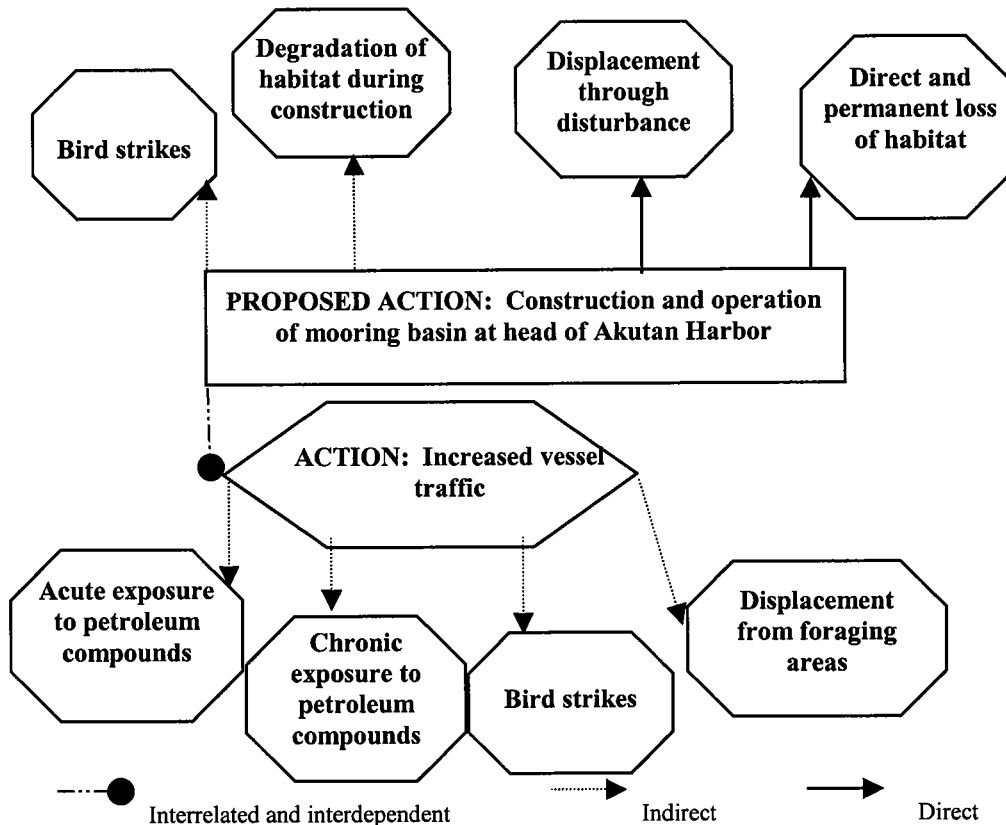 Bird strikes
Degradation of
habitat during
construction
Displacement
through
disturbance
Direct and
permanent loss
of habitat
PROPOSED ACTION: Construction and operation
of mooring basin at head of Akutan Harbor
ACTION: Increased vessel
traffic
Acute exposure
to petroleum
compounds
Chronic
exposure to
petroleum
compounds
Bird strikes
Displacement
from foraging
areas
Interrelated and interdependent
Indirect
Direct